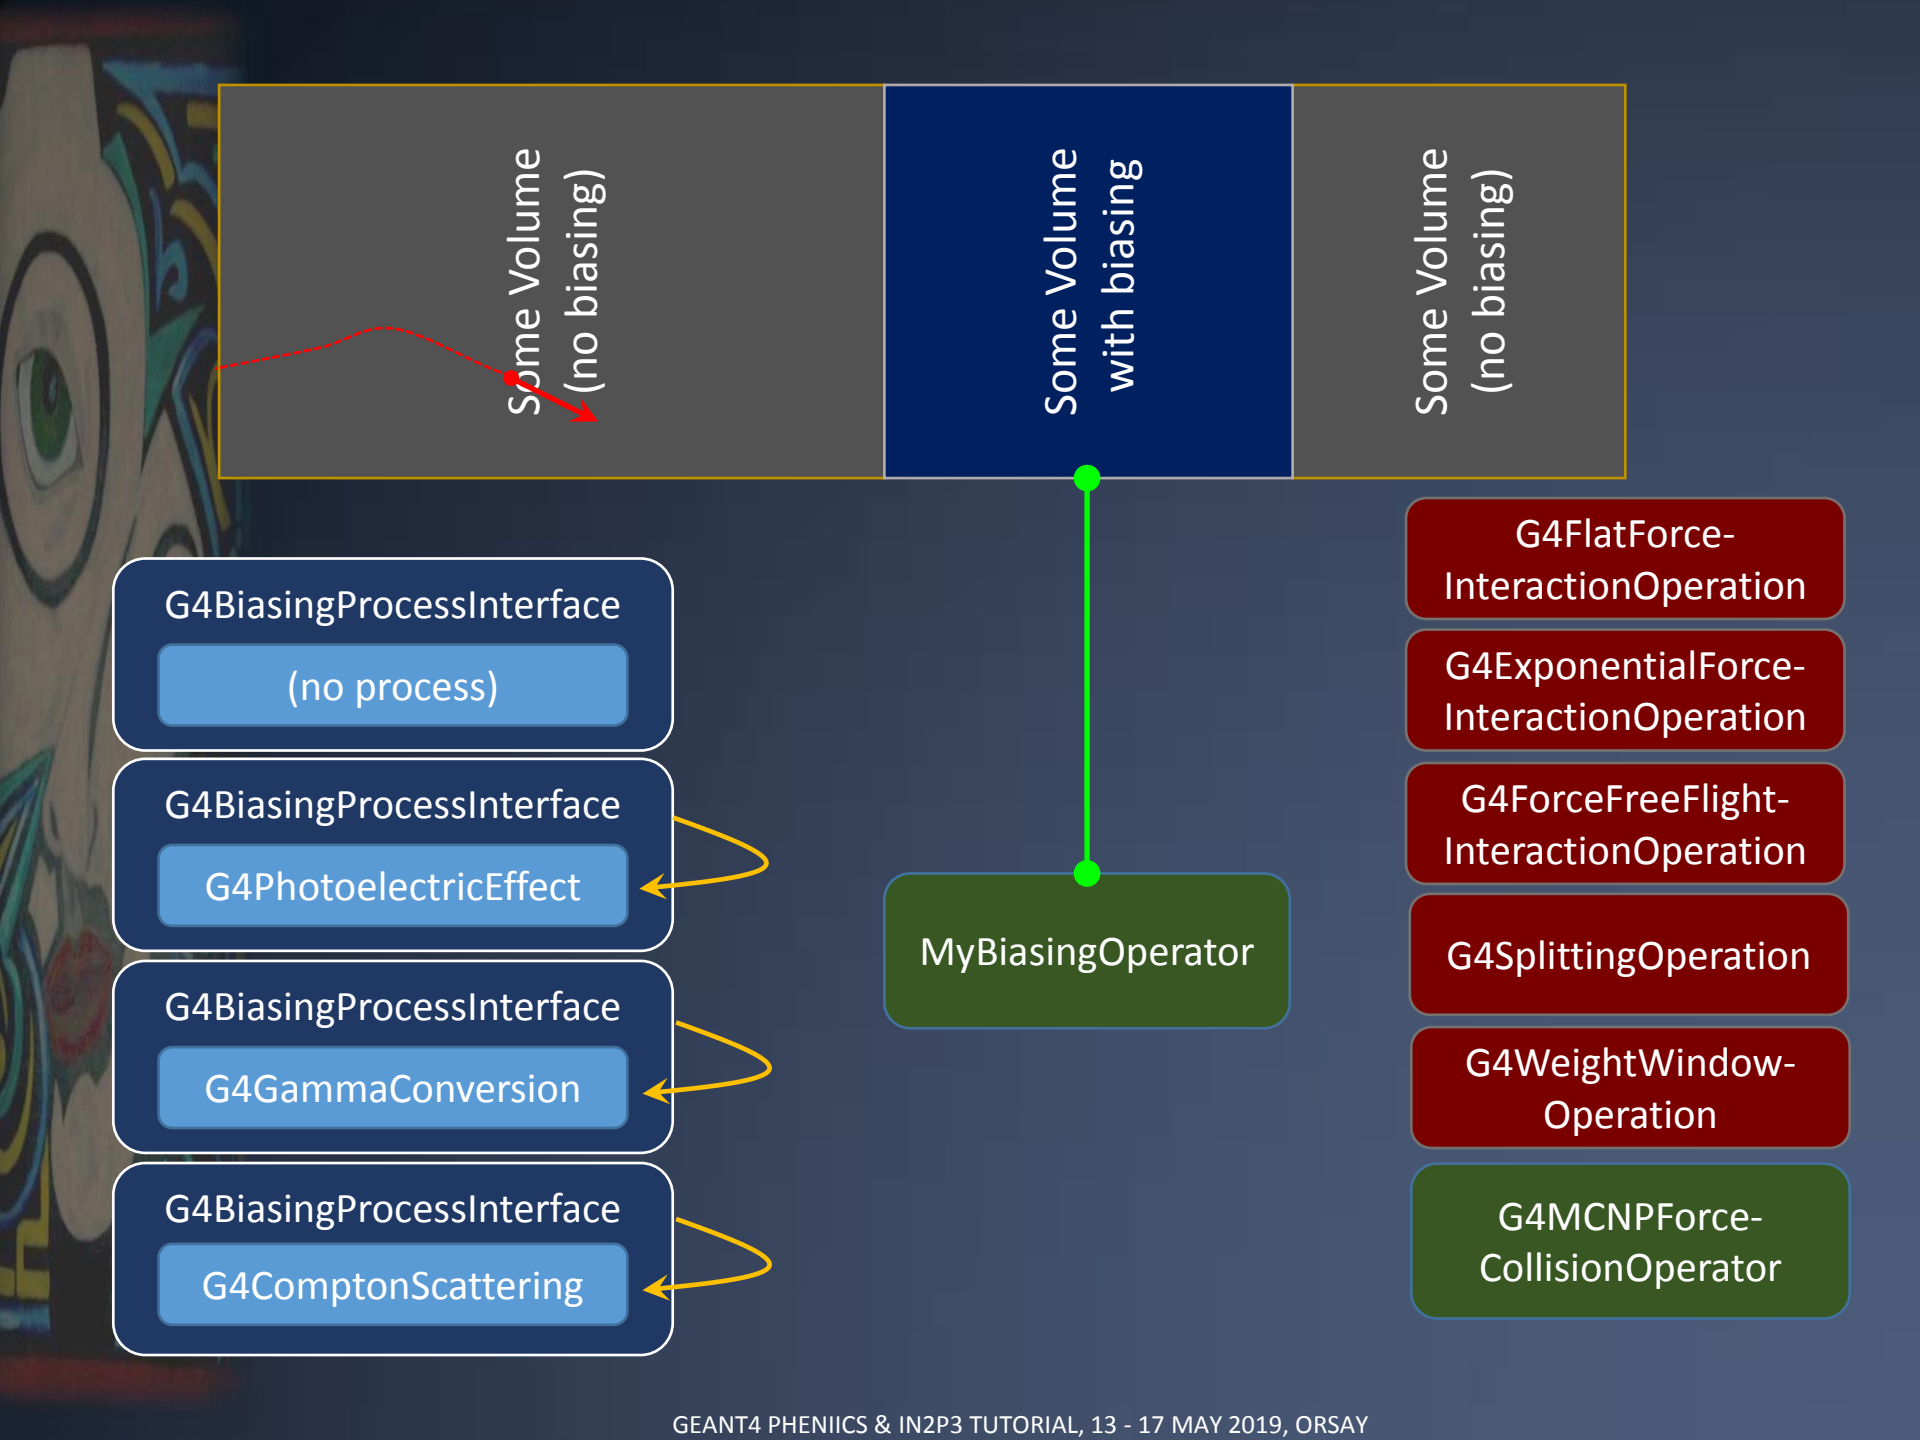 Some Volume
(no biasing)
Some Volume
with biasing
Some Volume
(no biasing)
G4BiasingProcessInterface
(no process)
G4BiasingProcessInterface
G4PhotoelectricEffect
G4BiasingProcessInterface
G4GammaConversion
G4BiasingProcessInterface
G4ComptonScattering
MyBiasingOperator
G4FlatForce-
InteractionOperation
G4ExponentialForce-
InteractionOperation
G4ForceFreeFlight-
InteractionOperation
G4SplittingOperation
G4WeightWindow-
Operation
G4MCNPForce-
CollisionOperator
GEANT4 PHENIICS & IN2P3 TUTORIAL, 13 - 17 MAY 2019, ORSAY